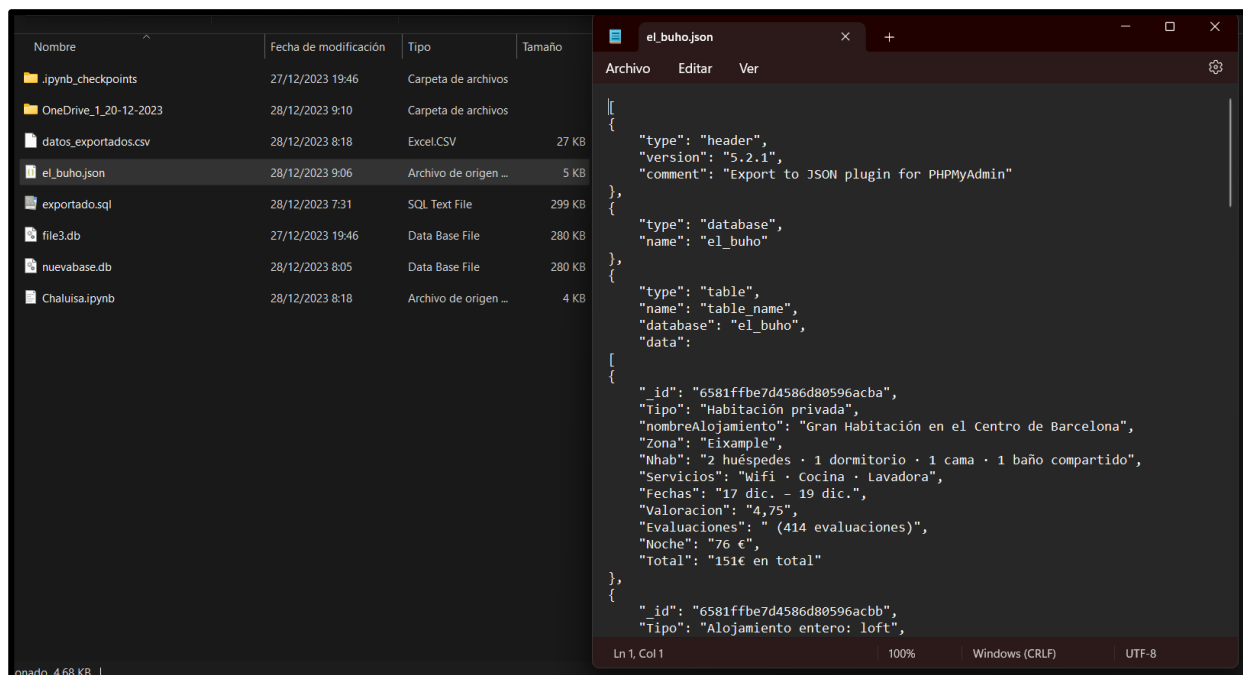 Nombre Fecha de modificación Tipo Tamaño
.ipynb_checkpoints 27/12/2023 19:46 Carpeta de archivos
OneDrive_1_20-12-2023 28/12/2023 9:10 Carpeta de archivos
datos_exportados.csv 28/12/2023 8:18 Excel.CSV 27 KB
el_buho.json 28/12/2023 9:06 Archivo de origen ... 5 KB
exportado.sql 28/12/2023 7:31 SQL Text File 299 KB
file3.db 27/12/2023 19:46 Data Base File 280 KB
nuevabase.db 28/12/2023 8:05 Data Base File 280 KB
Chaluisa.ipynb 28/12/2023 8:18 Archivo de origen ... 4 KB
onado 4,68 KB
el_buho.json
Archivo Editar Ver
[
{
"type": "header",
"version": "5.2.1",
"comment": "Export to JSON plugin for PHPMyAdmin"
},
{
"type": "database",
"name": "el_buho"
},
{
"type": "table",
"name": "table_name",
"database": "el_buho",
"data":
[
{
"_id": "6581ffbe7d4586d80596acba",
"Tipo": "Habitación privada",
"nombreAlojamiento": "Gran Habitación en el Centro de Barcelona",
"Zona": "Eixample",
"Nhab": "2 huéspedes · 1 dormitorio · 1 cama · 1 baño compartido",
"Servicios": "Wifi · Cocina · Lavadora",
"Fechas": "17 dic. – 19 dic.",
"Valoracion": "4,75",
"Evaluaciones": " (414 evaluaciones)",
"Noche": "76 €",
"Total": "151€ en total"
},
{
"_id": "6581ffbe7d4586d80596acbb",
"Tipo": "Alojamiento entero: loft",
Ln 1, Col 1 100% Windows (CRLF) UTF-8